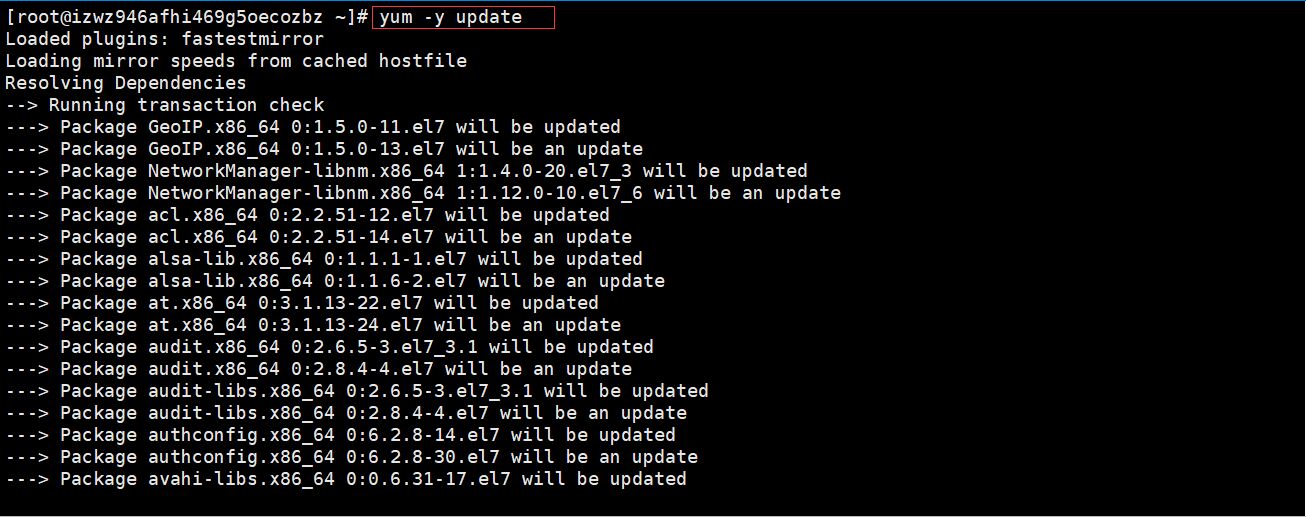 [root@izwz946afhi469g5oecozbz ~]# yum -y update
Loaded plugins: fastestmirror
Loading mirror speeds from cached hostfile
Resolving Dependencies
--> Running transaction check
---> Package GeoIP.x86_64 0:1.5.0-11.el7 will be updated
---> Package GeoIP.x86_64 0:1.5.0-13.el7 will be an update
---> Package NetworkManager-libnm.x86_64 1:1.4.0-20.el7_3 will be updated
---> Package NetworkManager-libnm.x86_64 1:1.12.0-10.el7_6 will be an update
---> Package acl.x86_64 0:2.2.51-12.el7 will be updated
---> Package acl.x86_64 0:2.2.51-14.el7 will be an update
---> Package alsa-lib.x86_64 0:1.1.1-1.el7 will be updated
---> Package alsa-lib.x86_64 0:1.1.6-2.el7 will be an update
---> Package at.x86_64 0:3.1.13-22.el7 will be updated
---> Package at.x86_64 0:3.1.13-24.el7 will be an update
---> Package audit.x86_64 0:2.6.5-3.el7_3.1 will be updated
---> Package audit.x86_64 0:2.8.4-4.el7 will be an update
---> Package audit-libs.x86_64 0:2.6.5-3.el7_3.1 will be updated
---> Package audit-libs.x86_64 0:2.8.4-4.el7 will be an update
---> Package authconfig.x86_64 0:6.2.8-14.el7 will be updated
---> Package authconfig.x86_64 0:6.2.8-30.el7 will be an update
---> Package avahi-libs.x86_64 0:0.6.31-17.el7 will be updated